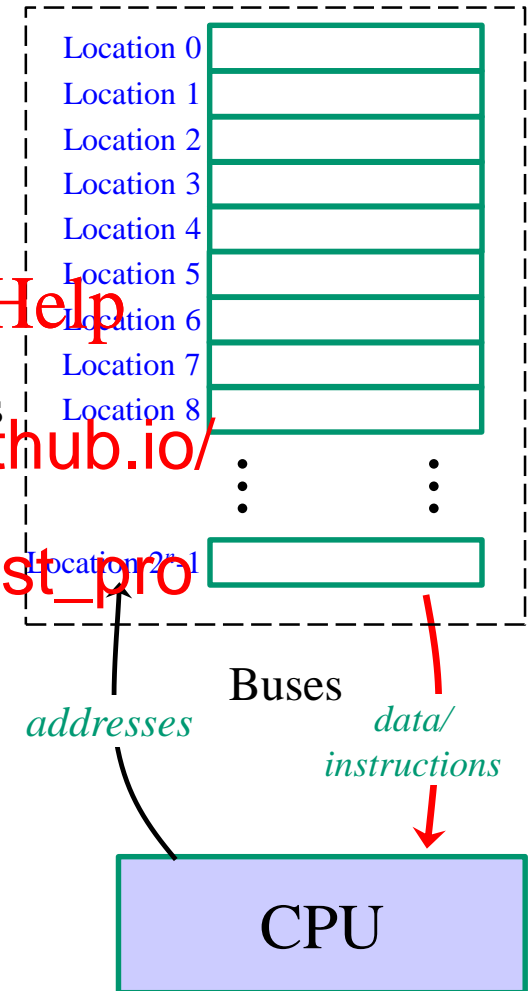 Location 0
Location 1
Location 2
Location 3
Location 4
Location 5
Help
Location 6
Location 7
s
Location 8
thub.io/
Location 2ⁿ-1
st_pro
Buses
addresses
data/
instructions
CPU